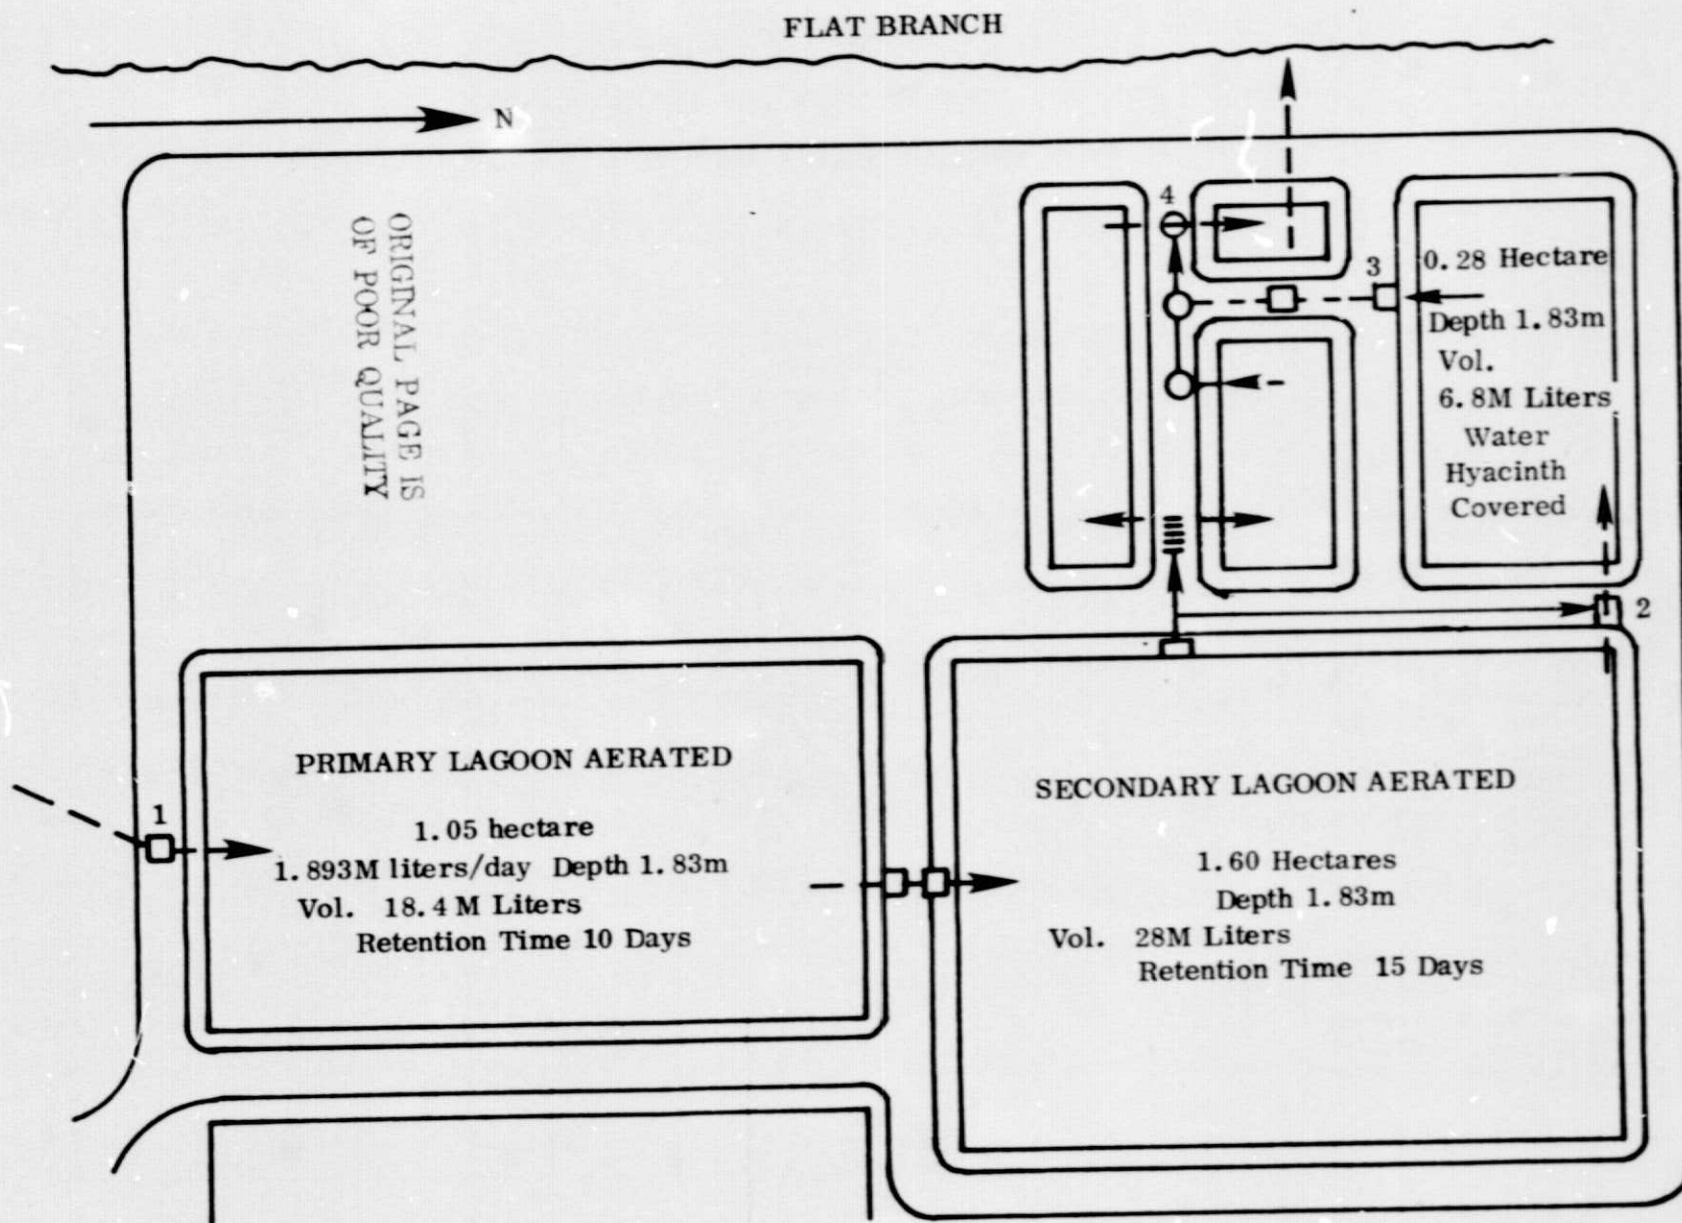 FLAT BRANCH
N
ORIGINAL PAGE IS
OF POOR QUALITY
4
3
0.28 Hectare
Depth 1.83m
Vol.
6.8M Liters
Water
Hyacinth
Covered
2
PRIMARY LAGOON AERATED
1
1.05 hectare
1.893M liters/day Depth 1.83m
Vol. 18.4 M Liters
Retention Time 10 Days
SECONDARY LAGOON AERATED
1.60 Hectares
Depth 1.83m
Vol. 28M Liters
Retention Time 15 Days